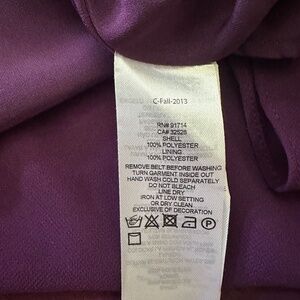 C-Fall-2013
RN# 91714
CA# 32528
SHELL
100% POLYESTER
LINING
100% POLYESTER
REMOVE BELT BEFORE WASHING
TURN GARMENT INSIDE OUT
HAND WASH COLD SEPARATELY
DO NOT BLEACH
LINE DRY
IRON AT LOW SETTING
OR DRY CLEAN
EXCLUSIVE OF DECORATION
P